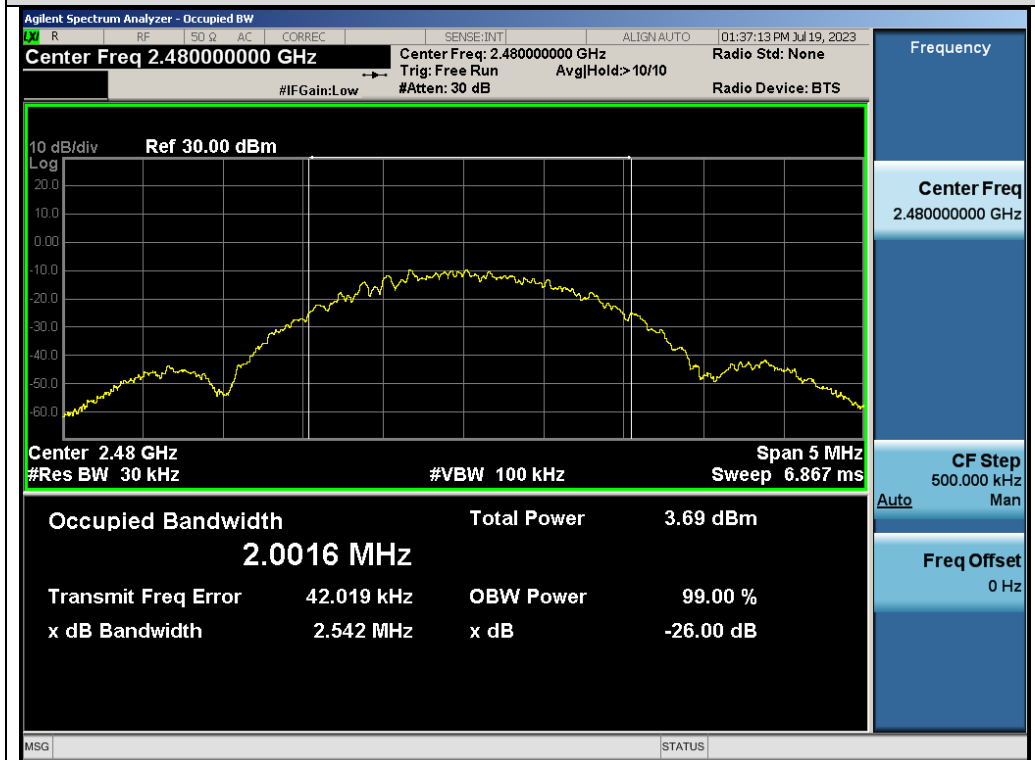 Agilent Spectrum Analyzer - Occupied BW
LXI R RF 50 Ω AC CORREC SENSE:INT ALIGN AUTO 01:37:13 PM Jul 19, 2023
Center Freq 2.480000000 GHz
Center Freq: 2.480000000 GHz
Radio Std: None
Trig: Free Run Avg|Hold:> 10/10
#IFGain:Low #Atten: 30 dB
Radio Device: BTS
10 dB/div Ref 30.00 dBm
Log
20.0
10.0
0.00
-10.0
-20.0
-30.0
-40.0
-50.0
-60.0
Center 2.48 GHz Span 5 MHz
#Res BW 30 kHz #VBW 100 kHz Sweep 6.867 ms
Occupied Bandwidth Total Power 3.69 dBm
2.0016 MHz
Transmit Freq Error 42.019 kHz OBW Power 99.00 %
x dB Bandwidth 2.542 MHz x dB -26.00 dB
Frequency
Center Freq
2.480000000 GHz
CF Step
500.000 kHz
Auto Man
Freq Offset
0 Hz
MSG STATUS